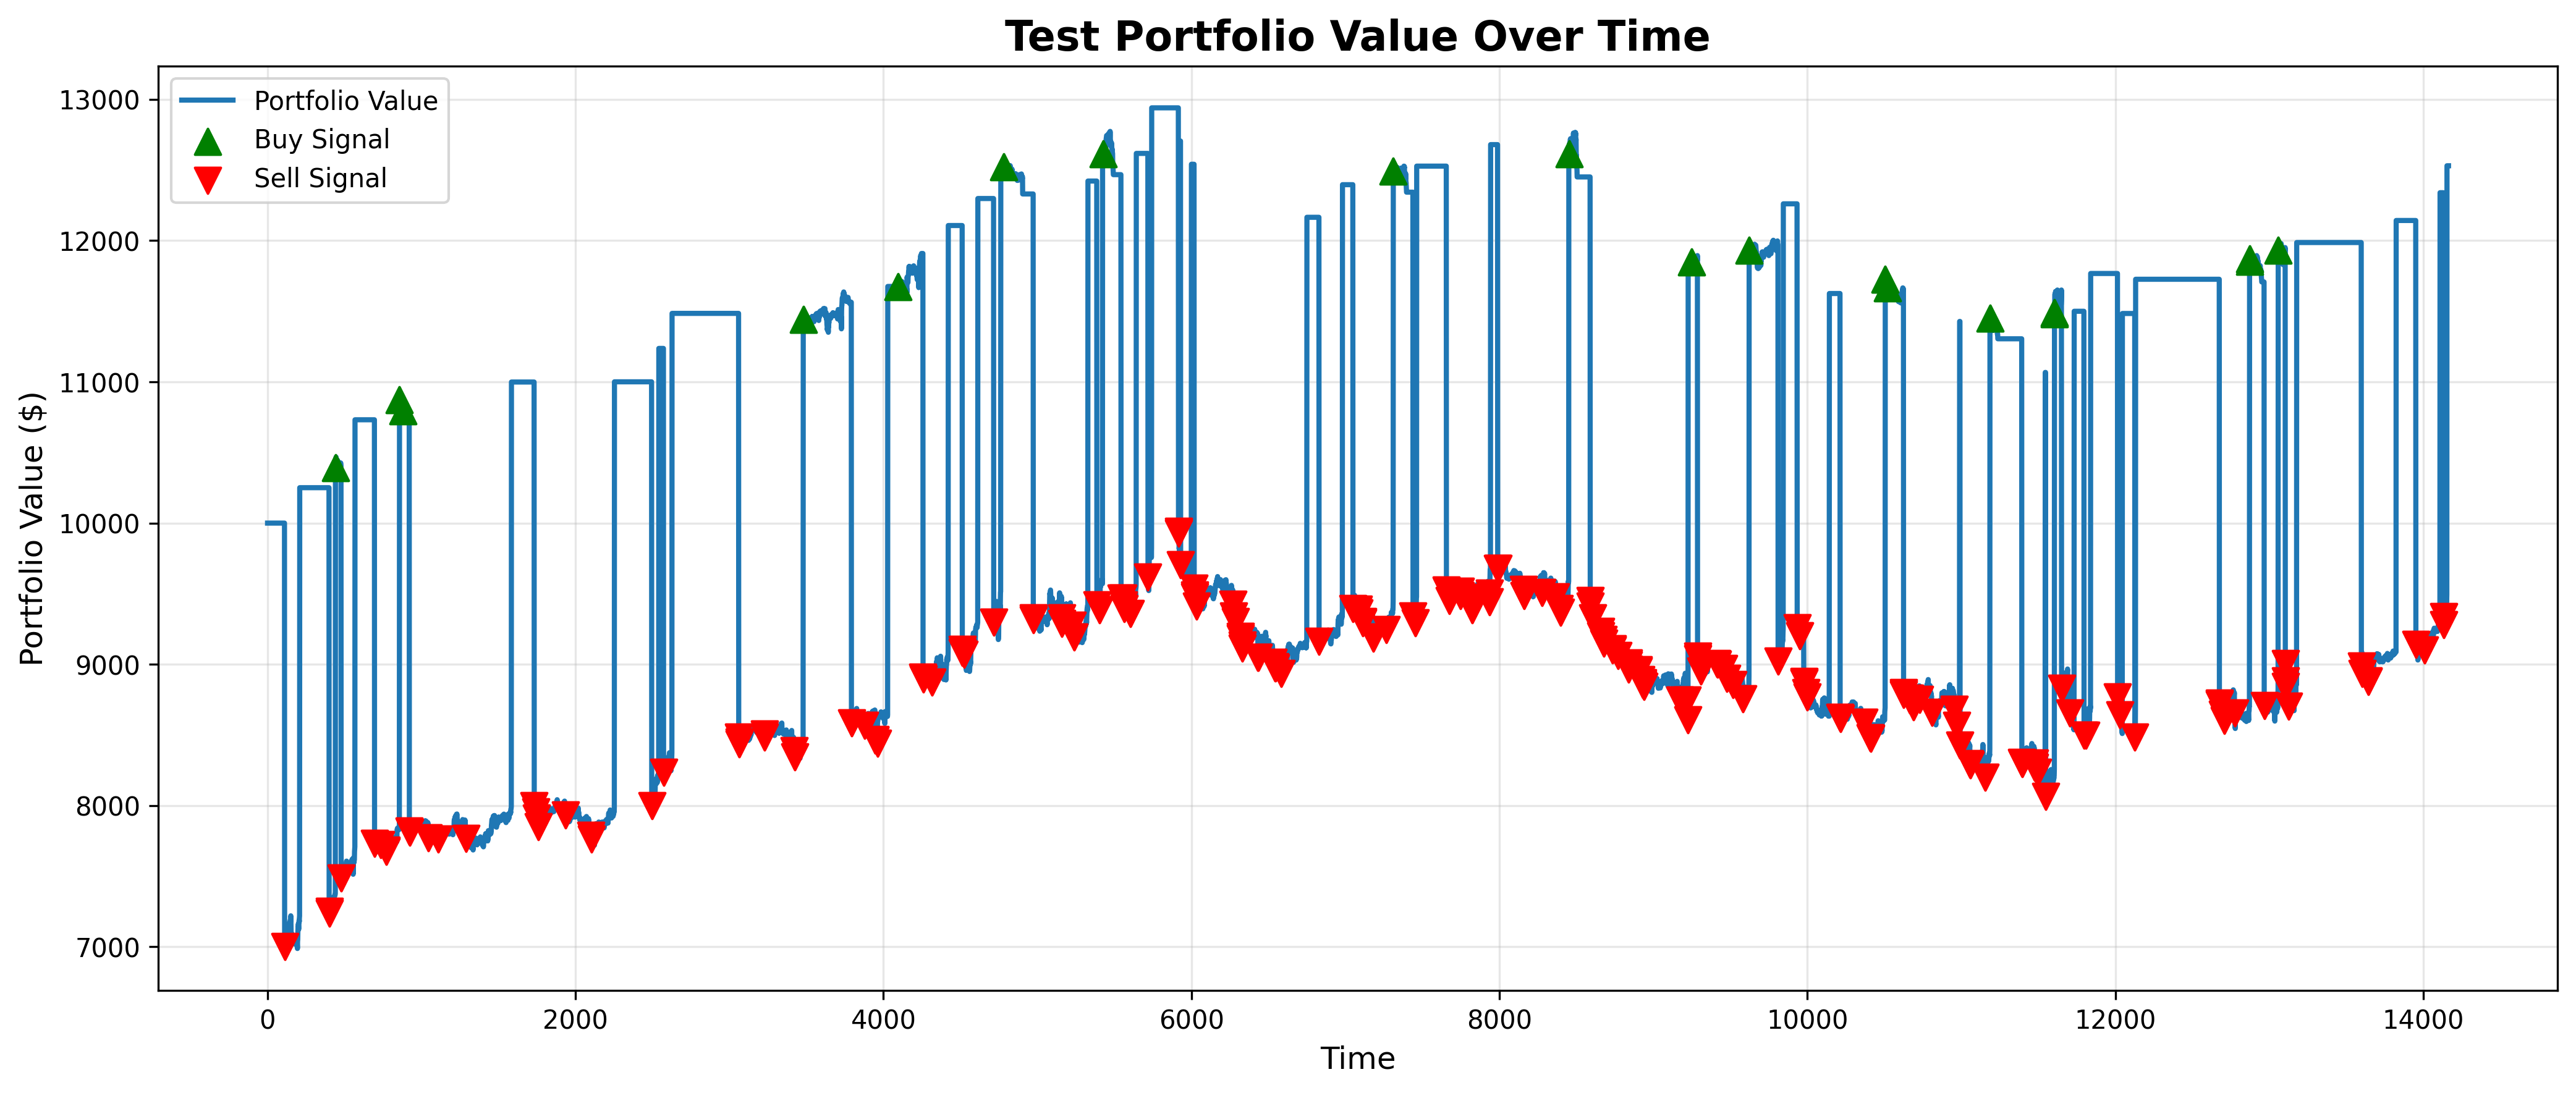 Test Portfolio Value Over Time
Portfolio Value
Buy Signal
Sell Signal
Portfolio Value ($)
13000
12000
11000
10000
9000
8000
7000
0 2000 4000 6000 8000 10000 12000 14000
Time